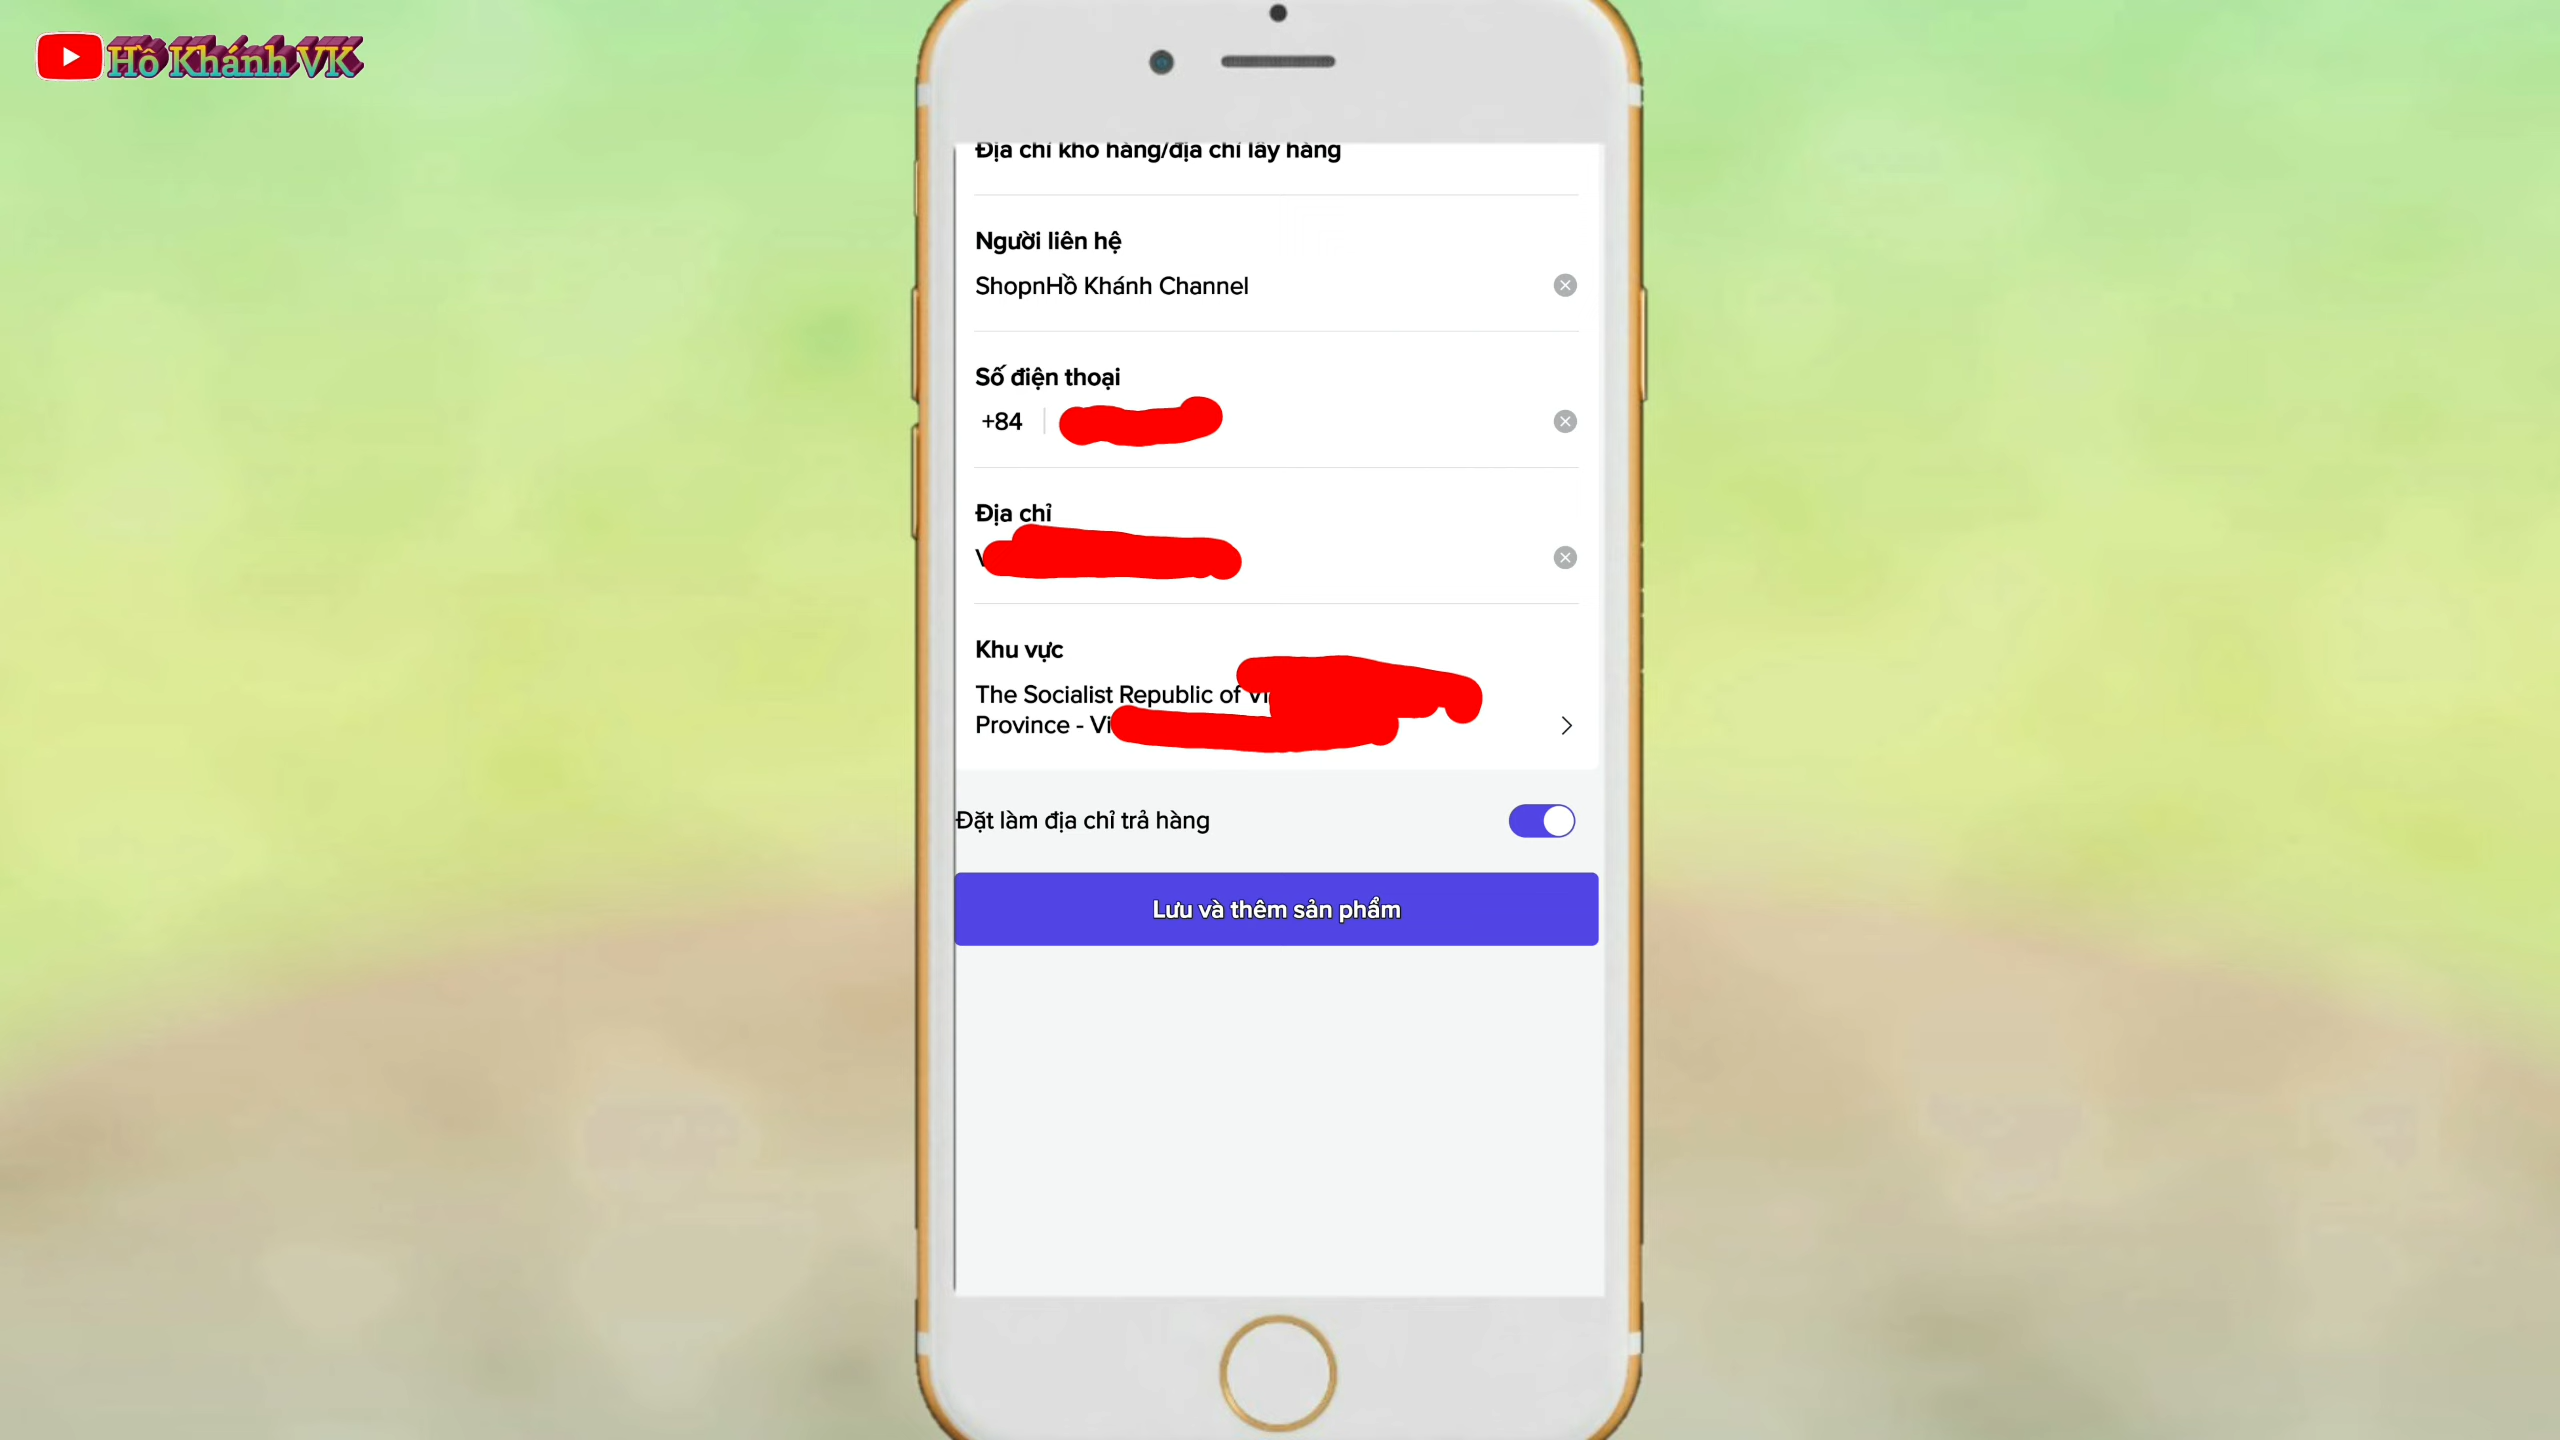 Hồ Khánh VK
Địa chỉ kho hàng/địa chỉ lấy hàng
Người liên hệ
ShopnHồ Khánh Channel
Số điện thoại
+84
Địa chỉ
Khu vực
The Socialist Republic of
Province -
Đặt làm địa chỉ trả hàng
Lưu và thêm sản phẩm